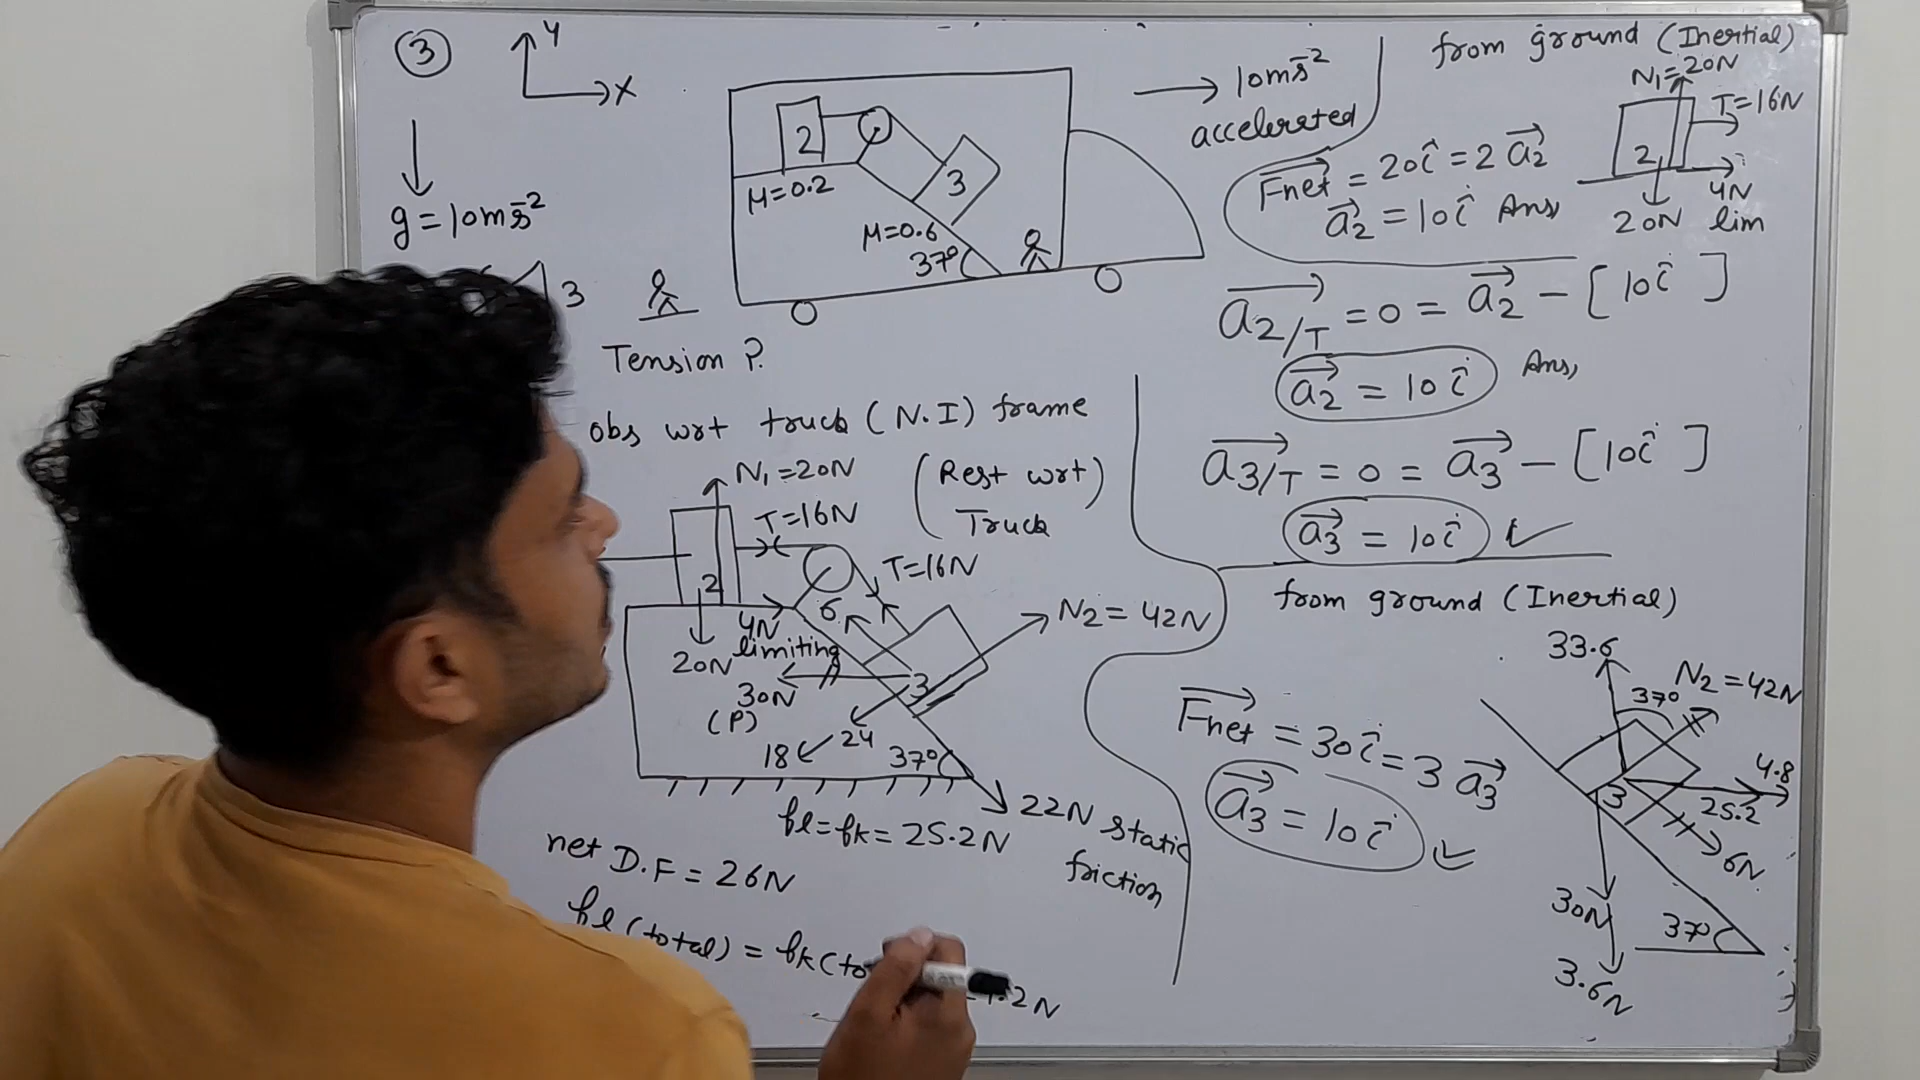 3
Y
X
g = 10ms⁻²
2
3
μ=0.2
μ=0.6
37°
10ms⁻²
accelerated
3
Tension ?
obs wrt truck (N.I) frame
N₁=20N
(Rest wrt)
Truck
T=16N
T=16N
2
6
4N
limiting
20N
N₂=42N
30N
(P)
3
24
18
37°
22N static
friction
fl=fk=25.2N
net D.F = 26N
fl (total) = fk (to
.2N
from ground (Inertial)
N₁=20N
T=16N
2
4N
20N lim
Fnet = 20î = 2 a₂
a₂ = 10î Ans
a₂/T = 0 = a₂ - [10î]
a₂ = 10î Ans,
a₃/T = 0 = a₃ - [10î]
a₃ = 10î ✓
from ground (Inertial)
33.6
N₂=42N
37°
4.8
25.2
3
6N
30N
37°
3.6N
Fnet = 30î = 3 a₃
a₃ = 10î ✓